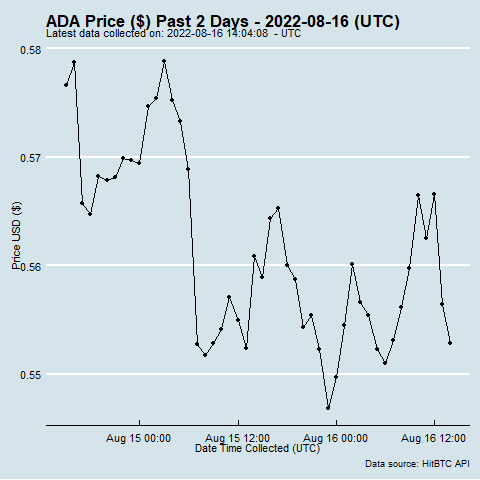 ADA Price ($) Past 2 Days - 2022-08-16 (UTC)
Latest data collected on: 2022-08-16 14:04:08 - UTC
0.58
0.57
0.56
0.55
Price USD ($)
Aug 15 00:00 Aug 15 12:00 Aug 16 00:00 Aug 16 12:00
Date Time Collected (UTC)
Data source: HitBTC API